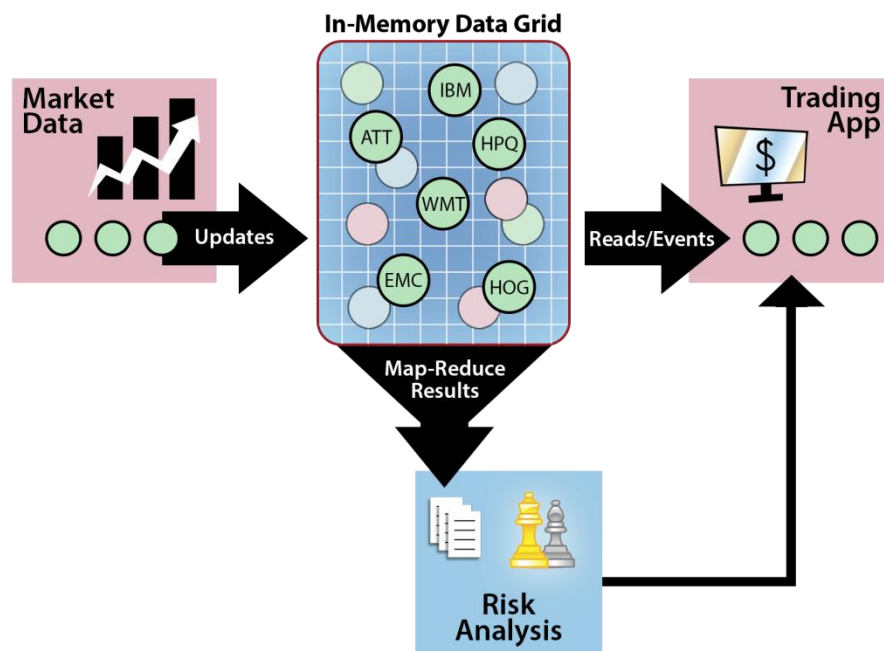 In-Memory Data Grid
Market
Data
Updates
IBM
ATT
HPQ
WMT
EMC
HOG
Reads/Events
Trading
App
$
Map-Reduce
Results
Risk
Analysis